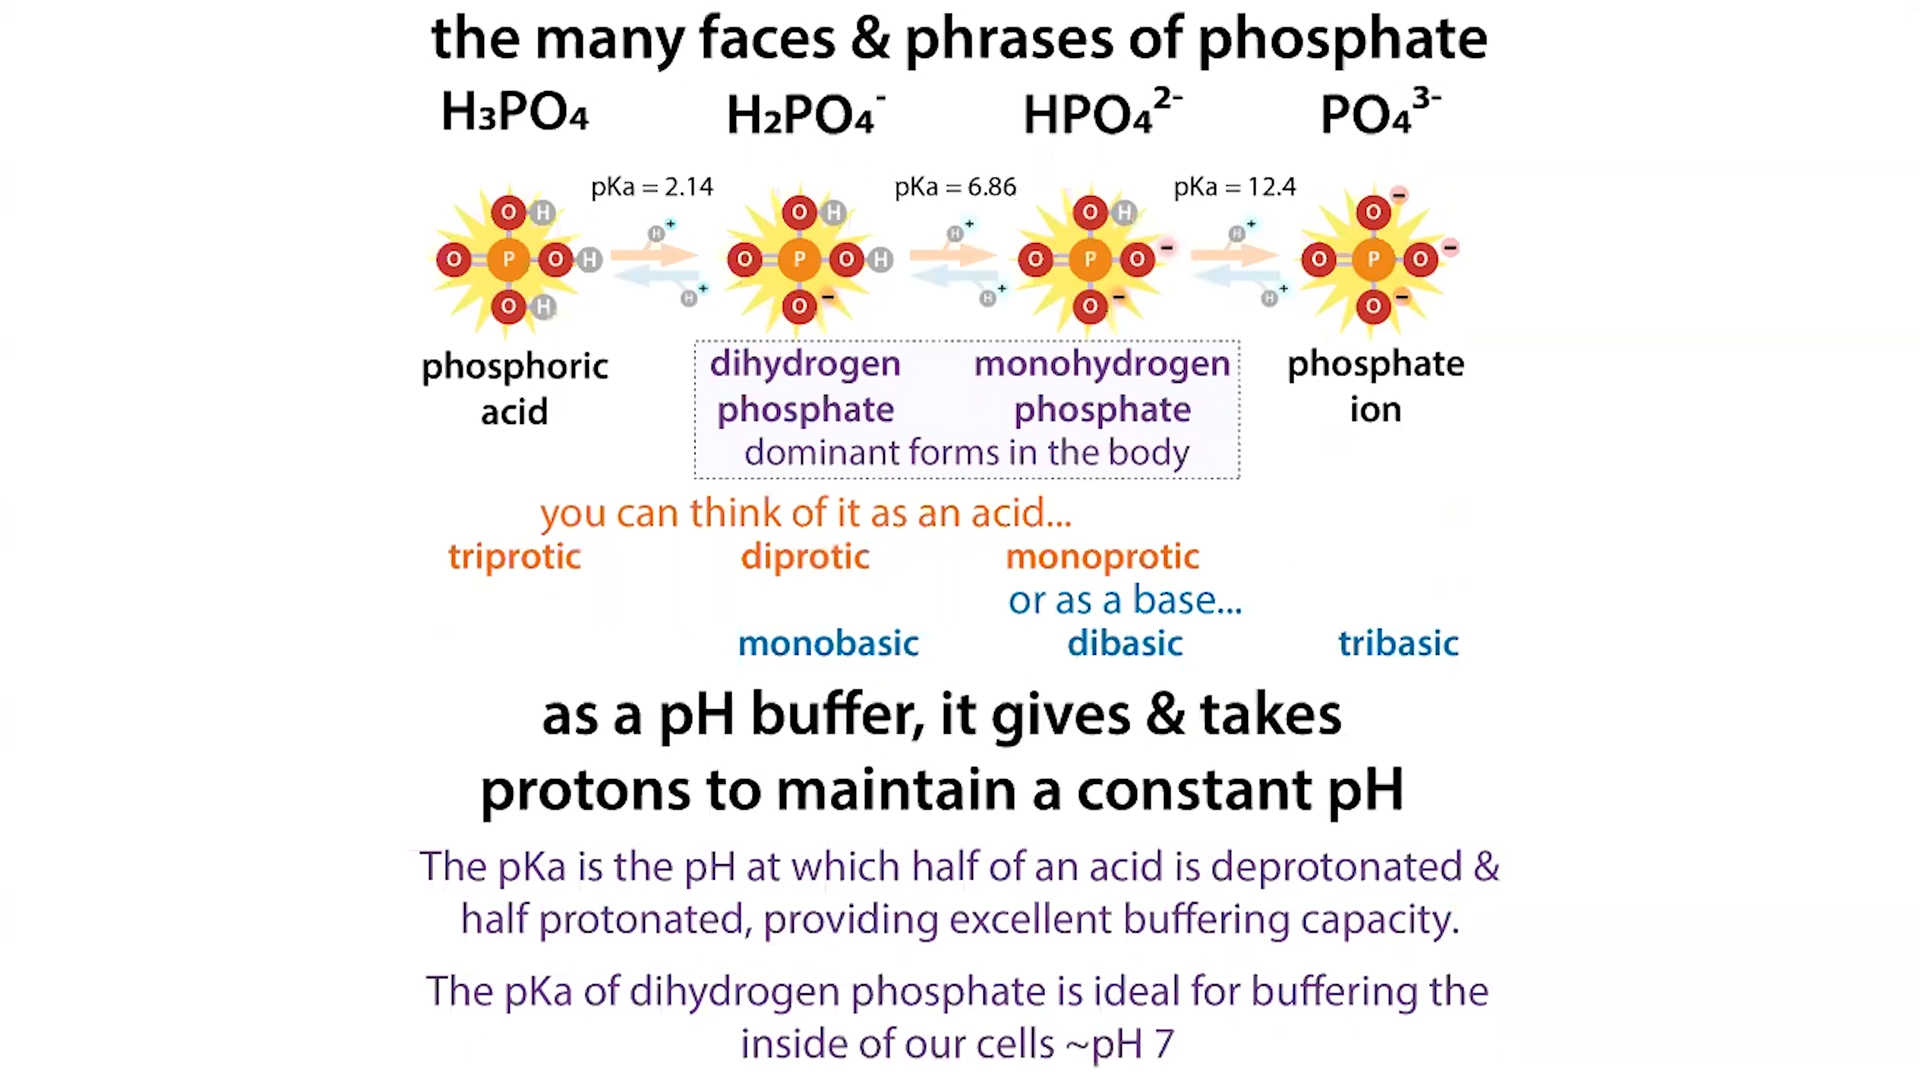 the many faces & phrases of phosphate
H₃PO₄ H₂PO₄⁻ HPO₄²⁻ PO₄³⁻
pKa = 2.14 pKa = 6.86 pKa = 12.4
O H O H O H O −
H⁺ H⁺ H⁺
O P O H O P O H O P O − O P O −
H⁺ H⁺ H⁺
O H O − O − O −
phosphoric dihydrogen monohydrogen phosphate
acid phosphate phosphate ion
dominant forms in the body
you can think of it as an acid...
triprotic diprotic monoprotic
or as a base...
monobasic dibasic tribasic
as a pH buffer, it gives & takes
protons to maintain a constant pH
The pKa is the pH at which half of an acid is deprotonated &
half protonated, providing excellent buffering capacity.
The pKa of dihydrogen phosphate is ideal for buffering the
inside of our cells ~pH 7